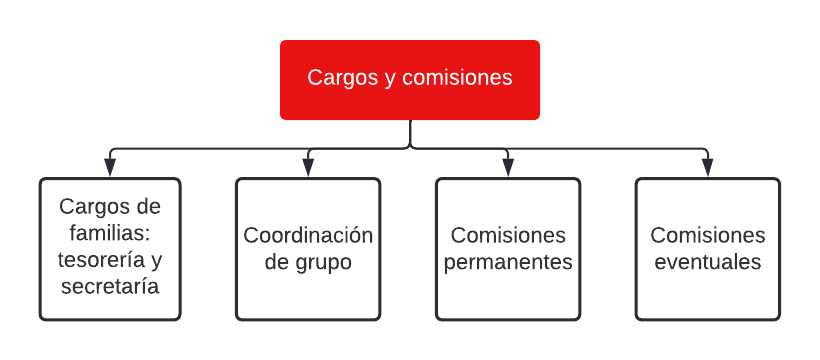 Cargos y comisiones
Cargos de
familias:
tesorería y
secretaría
Coordinación
de grupo
Comisiones
permanentes
Comisiones
eventuales